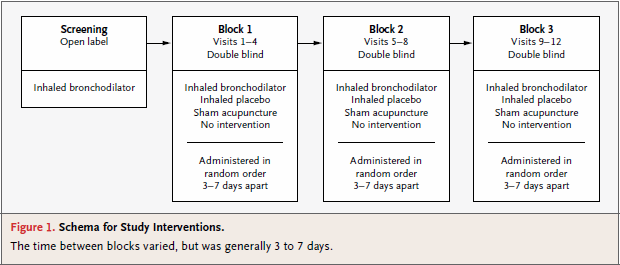 Screening
Open label
Inhaled bronchodilator
Block 1
Visits 1–4
Double blind
Inhaled bronchodilator
Inhaled placebo
Sham acupuncture
No intervention
Administered in
random order
3–7 days apart
Block 2
Visits 5–8
Double blind
Inhaled bronchodilator
Inhaled placebo
Sham acupuncture
No intervention
Administered in
random order
3–7 days apart
Block 3
Visits 9–12
Double blind
Inhaled bronchodilator
Inhaled placebo
Sham acupuncture
No intervention
Administered in
random order
3–7 days apart
Figure 1. Schema for Study Interventions.
The time between blocks varied, but was generally 3 to 7 days.